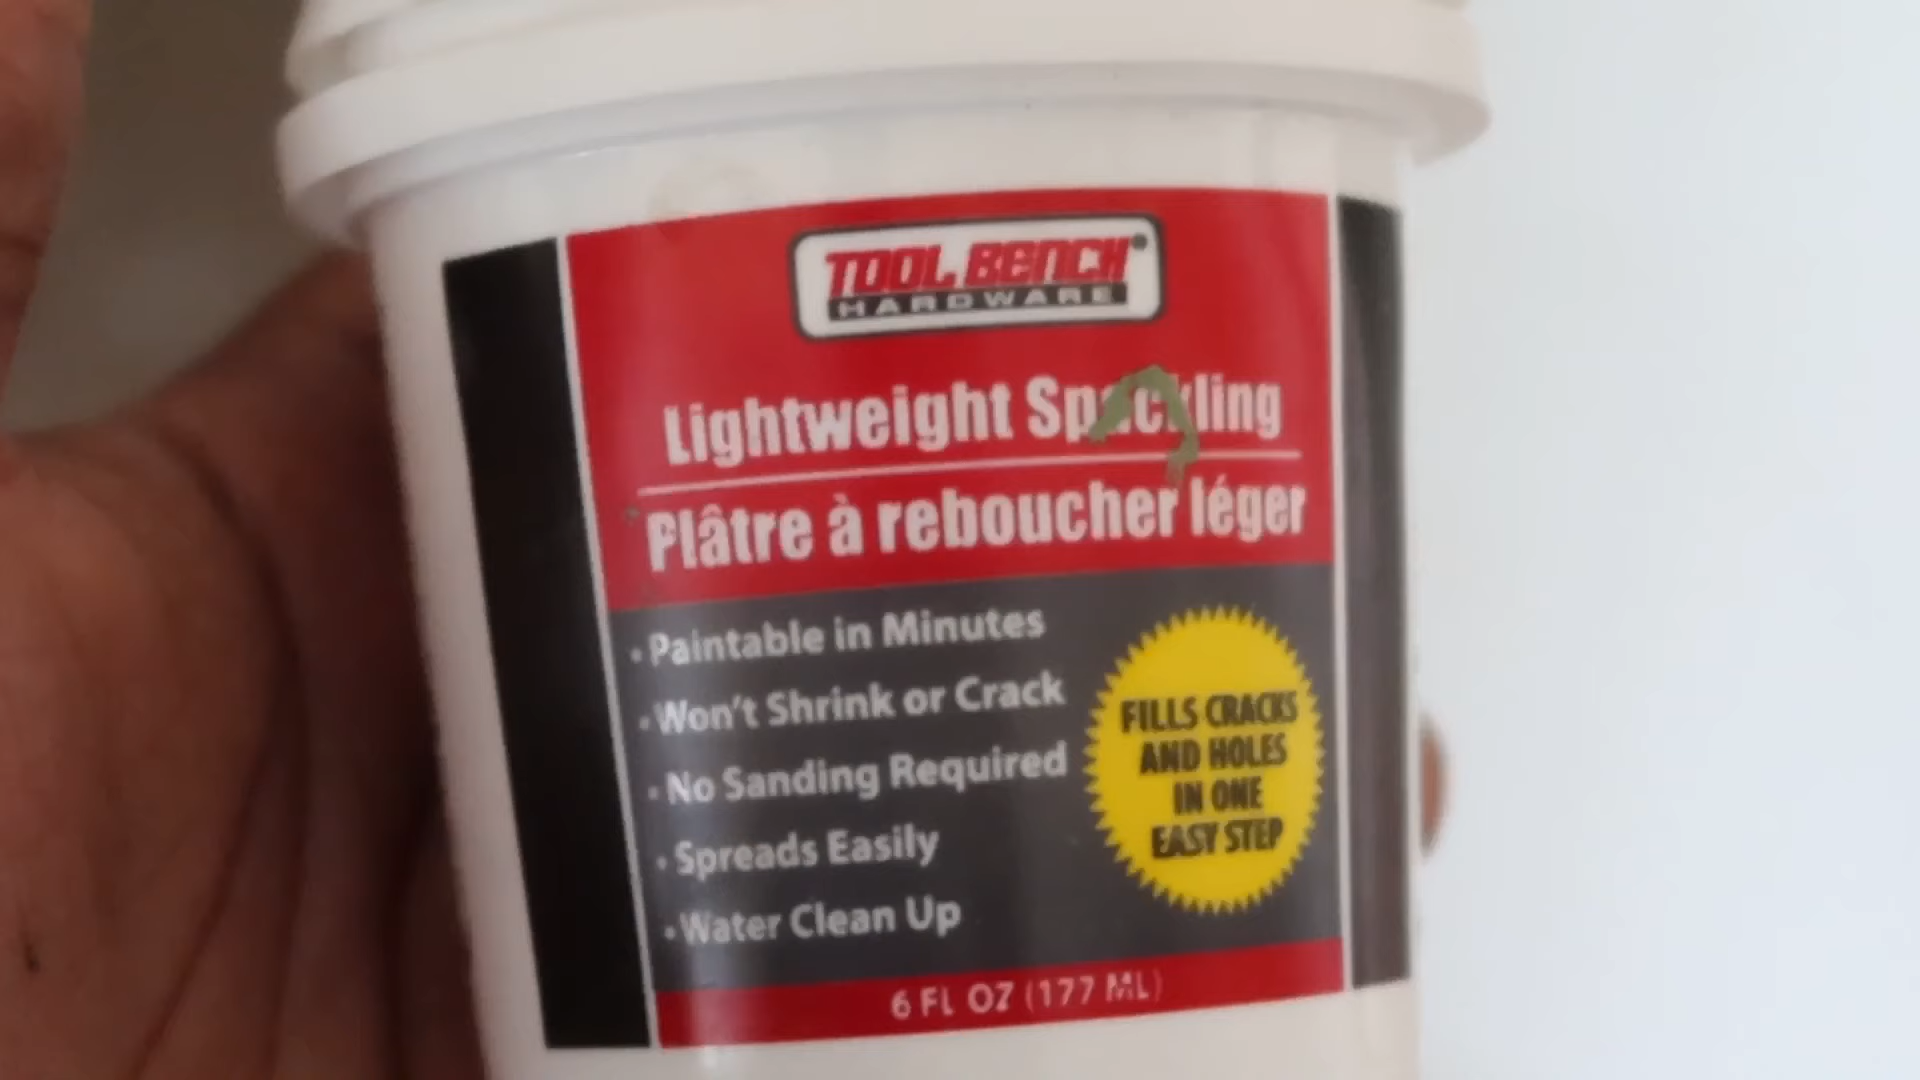 TOOL BENCH
HARDWARE
Lightweight Spackling
Plâtre à reboucher léger
• Paintable in Minutes
• Won't Shrink or Crack
• No Sanding Required
• Spreads Easily
• Water Clean Up
FILLS CRACKS
AND HOLES
IN ONE
EASY STEP
6 FL OZ (177 ML)